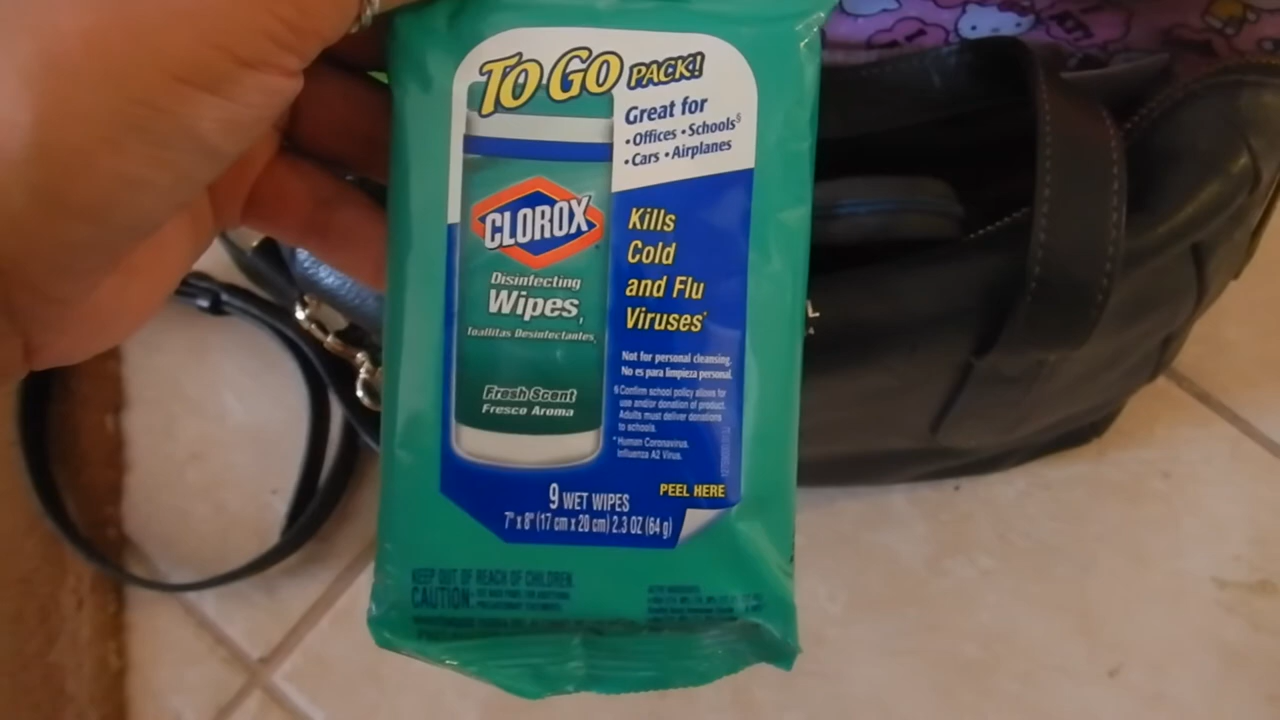 TO GO PACK!
Great for
• Offices • Schools§
• Cars • Airplanes
CLOROX
Disinfecting
Wipes,
Toallitas Desinfectantes,
Fresh Scent
Fresco Aroma
Kills
Cold
and Flu
Viruses*
Not for personal cleansing.
No es para limpieza personal.
§ Confirm school policy allows for
use and/or donation of product.
Adults must deliver donations
to schools.
* Human Coronavirus.
Influenza A2 Virus.
PEEL HERE
9 WET WIPES
7" x 8" (17 cm x 20 cm) 2.3 OZ (64 g)
KEEP OUT OF REACH OF CHILDREN
CAUTION: